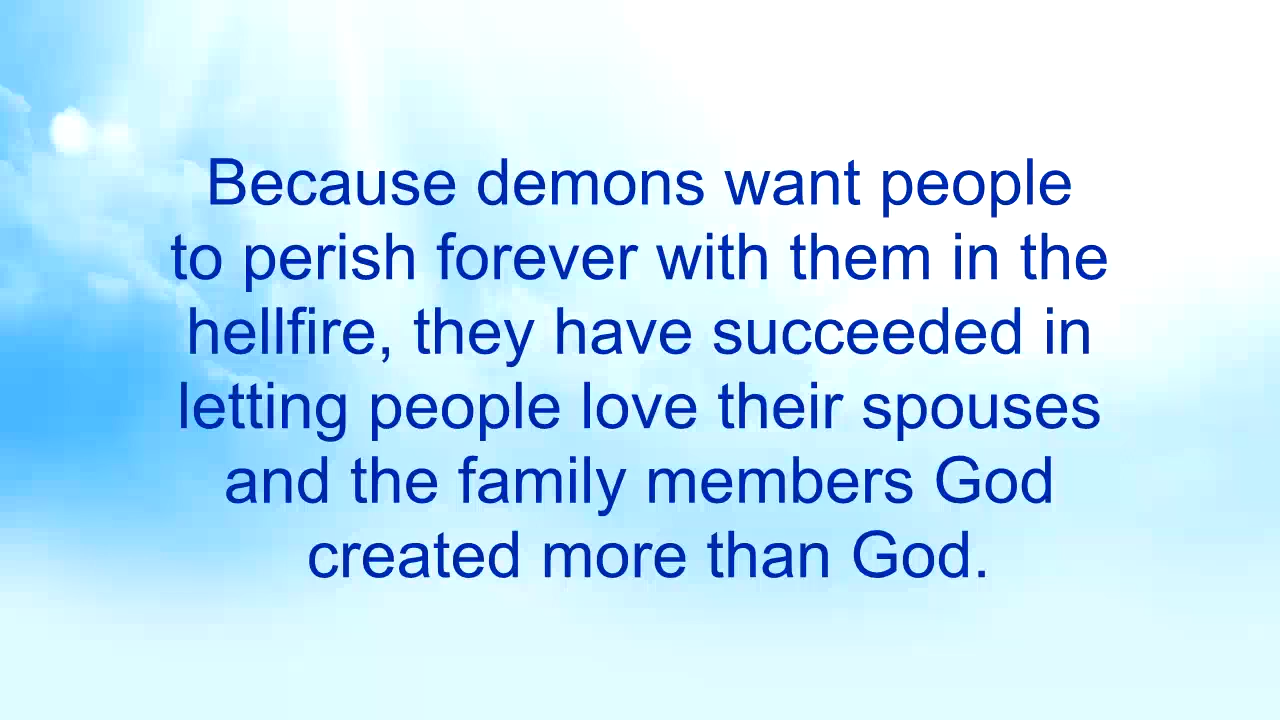 Because demons want people
to perish forever with them in the
hellfire, they have succeeded in
letting people love their spouses
and the family members God
created more than God.